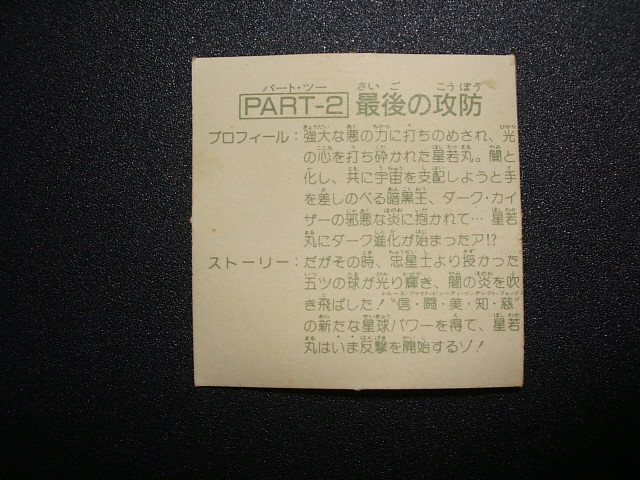 PART-2 最後の攻防
プロフィール:強大な悪の力に打ちのめされ、光
の心を打ち砕かれた星若丸。闇と
化し、共に宇宙を支配しようと手
を差しのべる暗黒王、ダーク・カイ
ザーの邪悪な炎に抱かれて…星若
丸にダーク進化が始まったア!?
ストーリー:だがその時、忠星士より授かった
五ツの球が光り輝き、闇の炎を吹
き飛ばした!“信・闘・美・知・慈”
の新たな星球パワーを得て、星若
丸はいま反撃を開始するゾ!